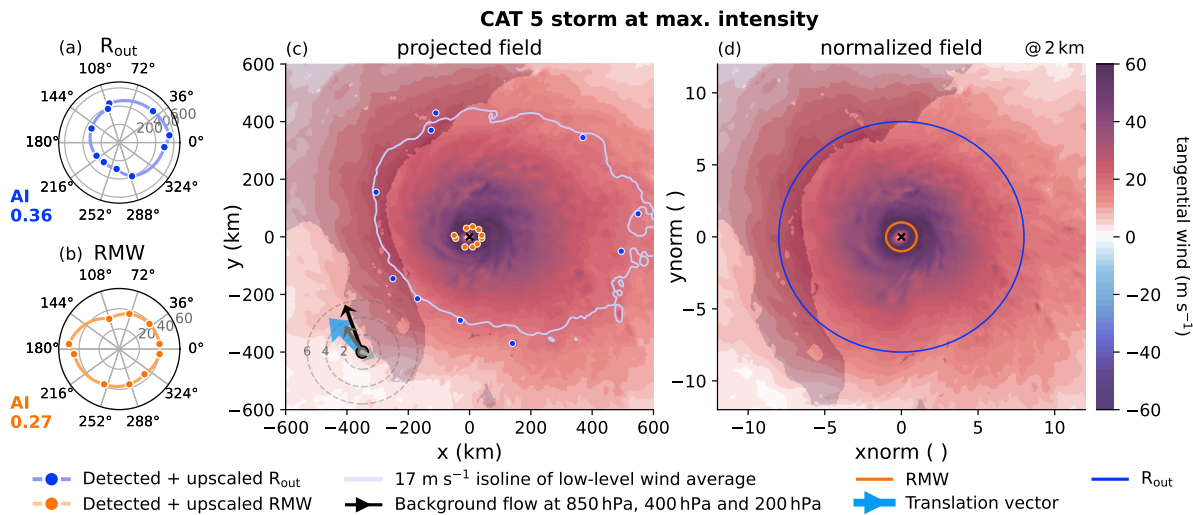 CAT 5 storm at max. intensity
(a) R_out
108° 72°
144° 36°
200 400 600
180° 0°
216° 324°
252° 288°
AI
0.36
(b) RMW
108° 72°
144° 36°
20 40 60
180° 0°
216° 324°
252° 288°
AI
0.27
(c) projected field
600
400
200
0
−200
−400
−600
y (km)
6 4 2
−600 −400 −200 0 200 400 600
x (km)
(d) normalized field @ 2 km
10
5
0
−5
−10
ynorm ( )
−10 −5 0 5 10
xnorm ( )
60
40
20
0
−20
−40
−60
tangential wind (m s⁻¹)
Detected + upscaled R_out
Detected + upscaled RMW
17 m s⁻¹ isoline of low-level wind average
Background flow at 850 hPa, 400 hPa and 200 hPa
RMW
Translation vector
R_out